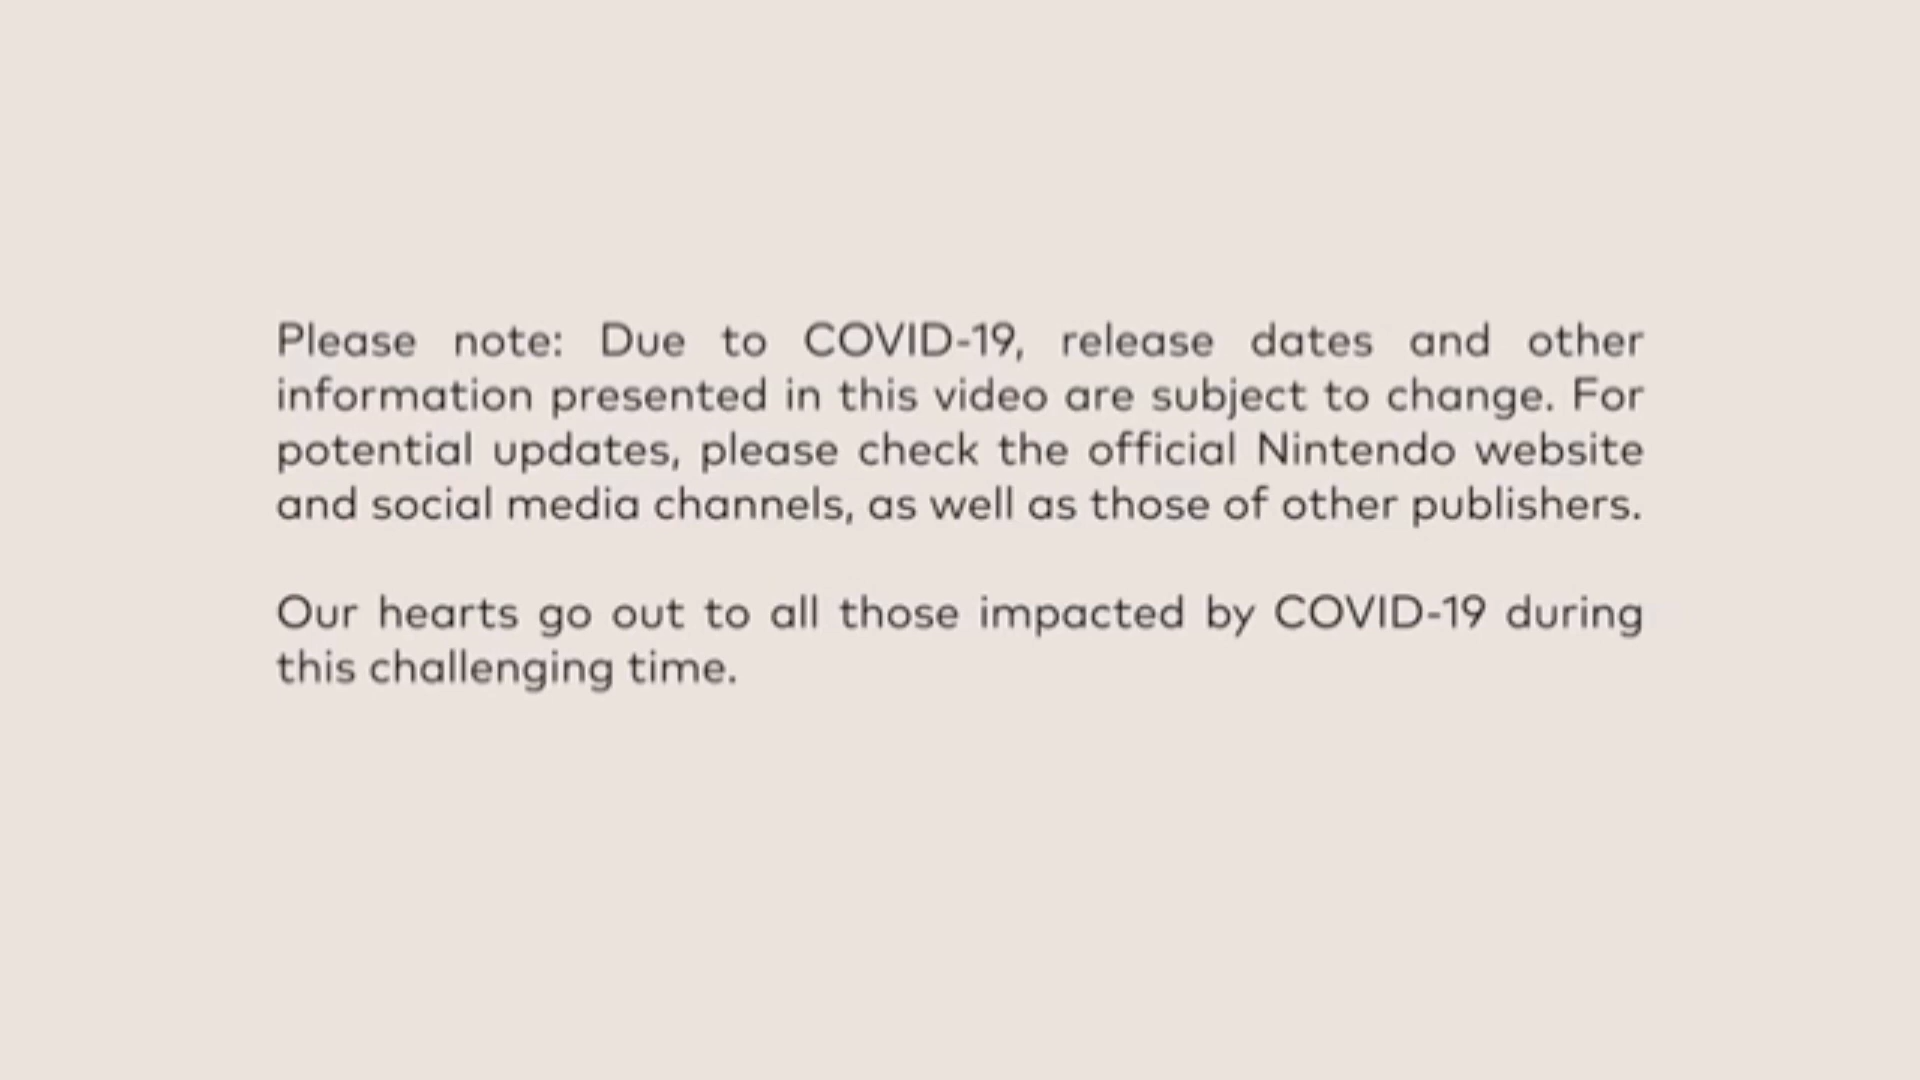 Please note: Due to COVID-19, release dates and other
information presented in this video are subject to change. For
potential updates, please check the official Nintendo website
and social media channels, as well as those of other publishers.
Our hearts go out to all those impacted by COVID-19 during
this challenging time.